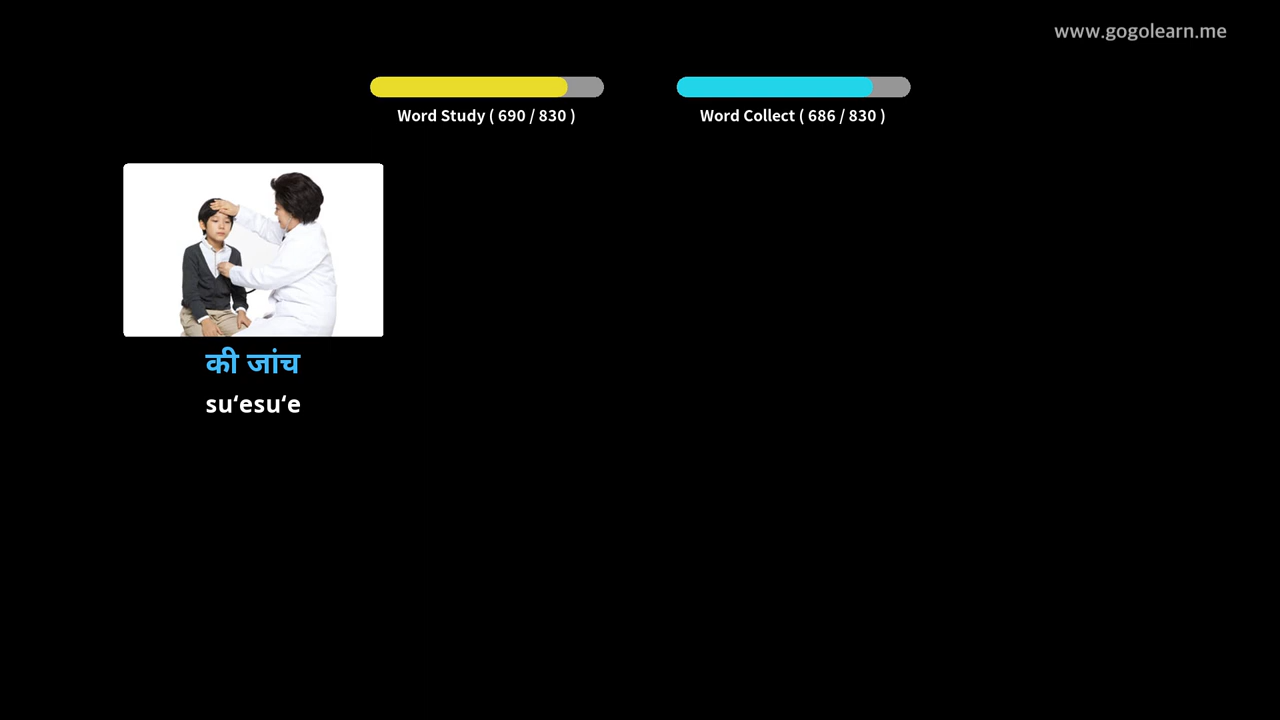 www.gogolearn.me
Word Study ( 690 / 830 )
Word Collect ( 686 / 830 )
की जांच
su‘esu‘e